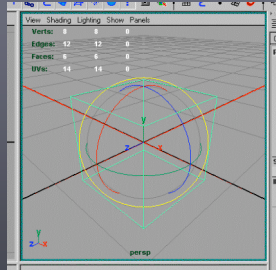 View Shading Lighting Show Panels
Verts: 8 8 0
Edges: 12 12 0
Faces: 6 6 0
UVs: 14 14 0
y
z x
y
z x
persp